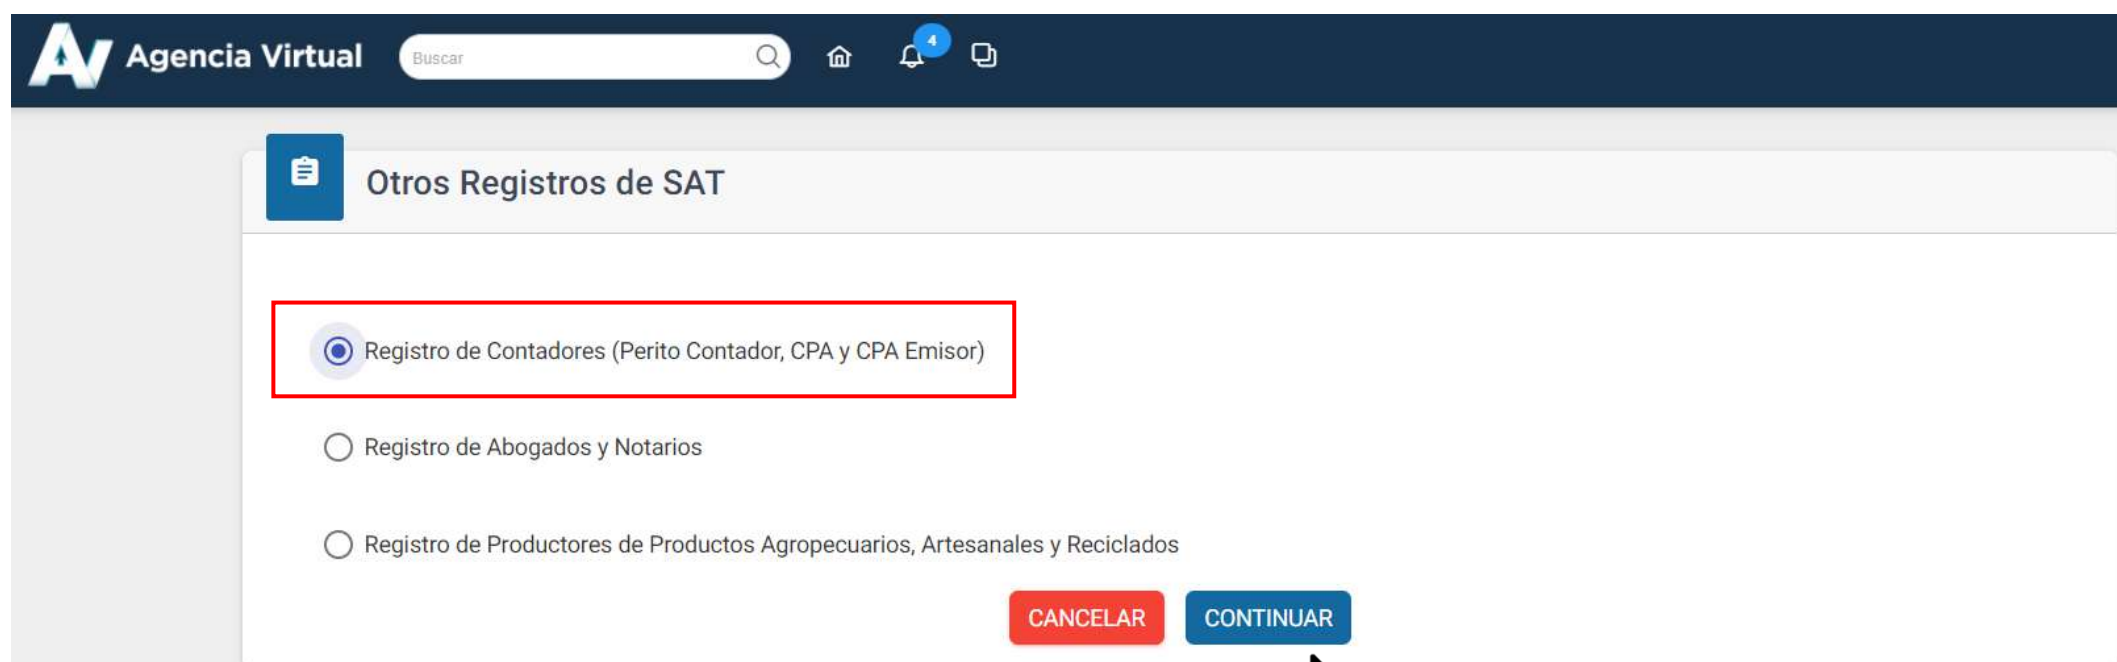 Agencia Virtual Buscar 4
Otros Registros de SAT
Registro de Contadores (Perito Contador, CPA y CPA Emisor)
Registro de Abogados y Notarios
Registro de Productores de Productos Agropecuarios, Artesanales y Reciclados
CANCELAR CONTINUAR